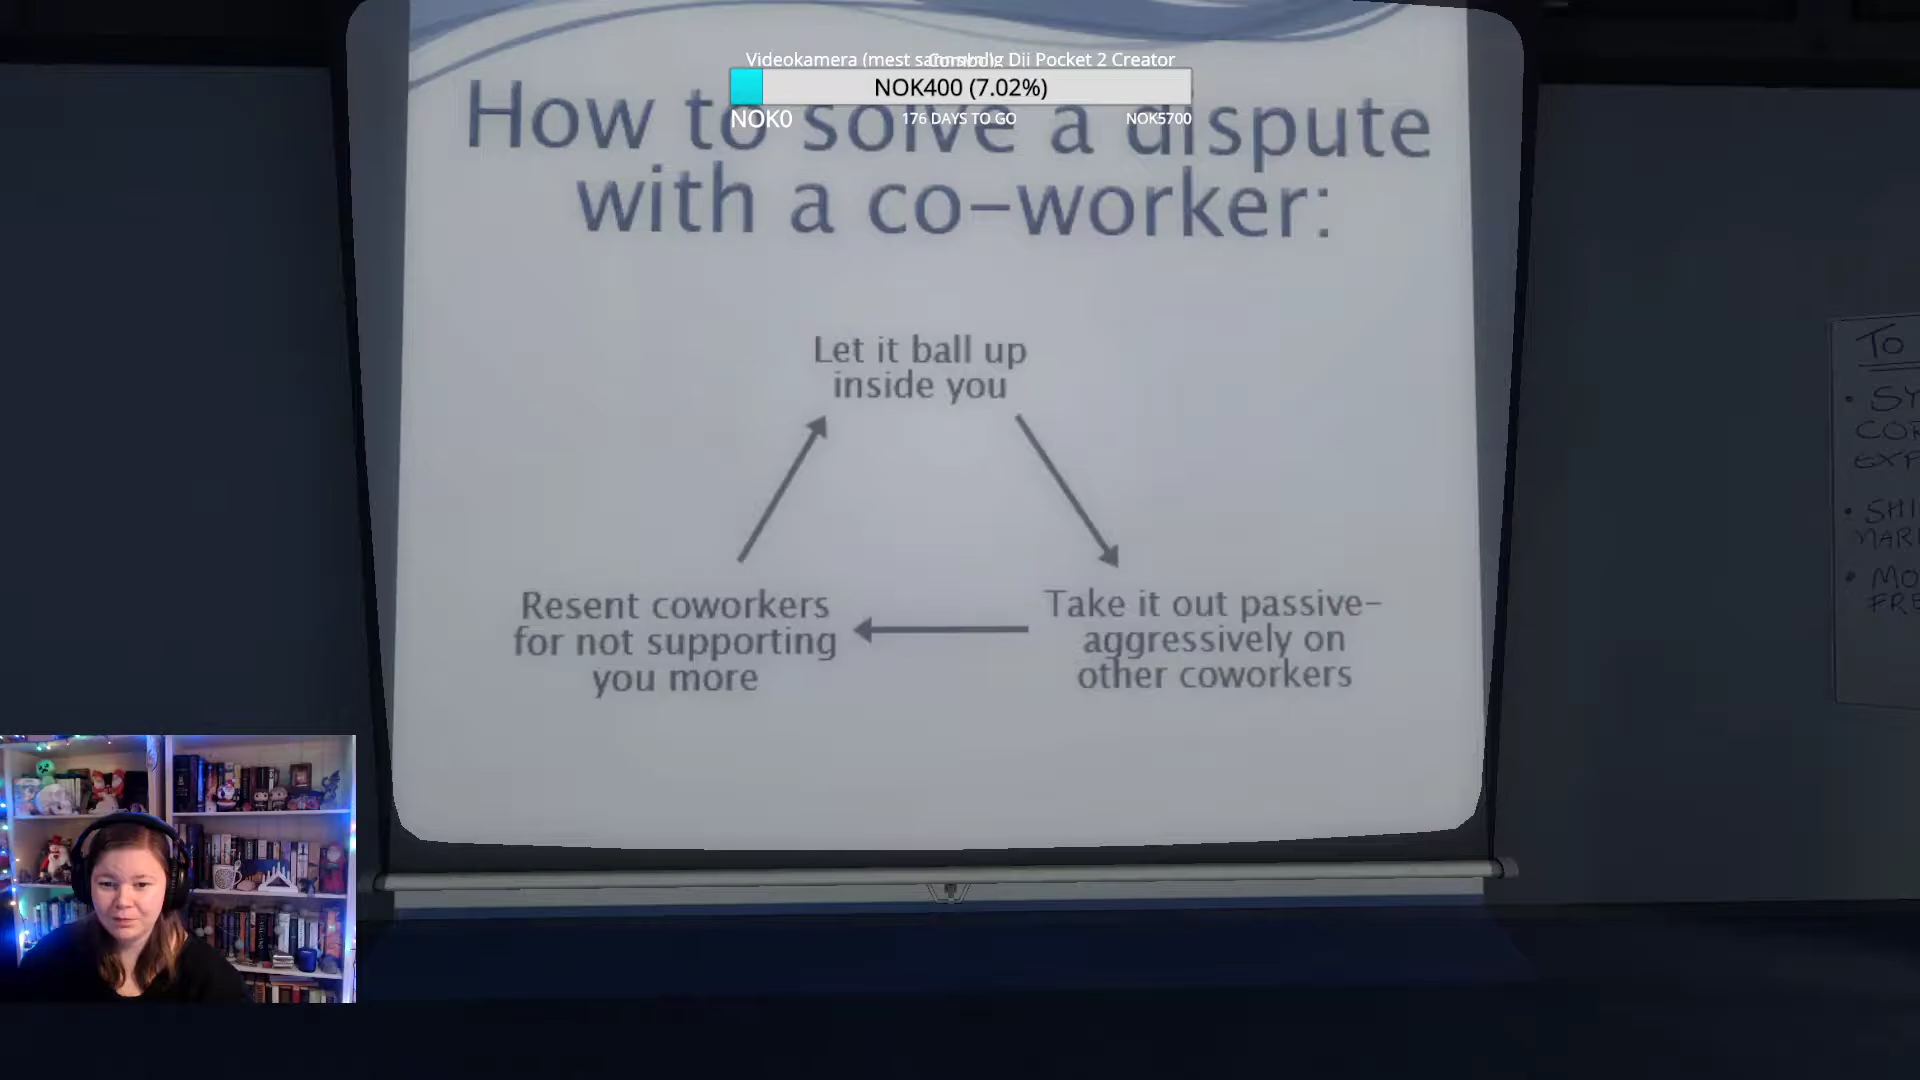 Videokamera (mest sannsynlig Dji Pocket 2 Creator
NOK400 (7.02%)
NOK0
176 DAYS TO GO
NOK5700
How to solve a dispute
with a co-worker:
Let it ball up
inside you
Resent coworkers
for not supporting
you more
Take it out passive-
aggressively on
other coworkers
To